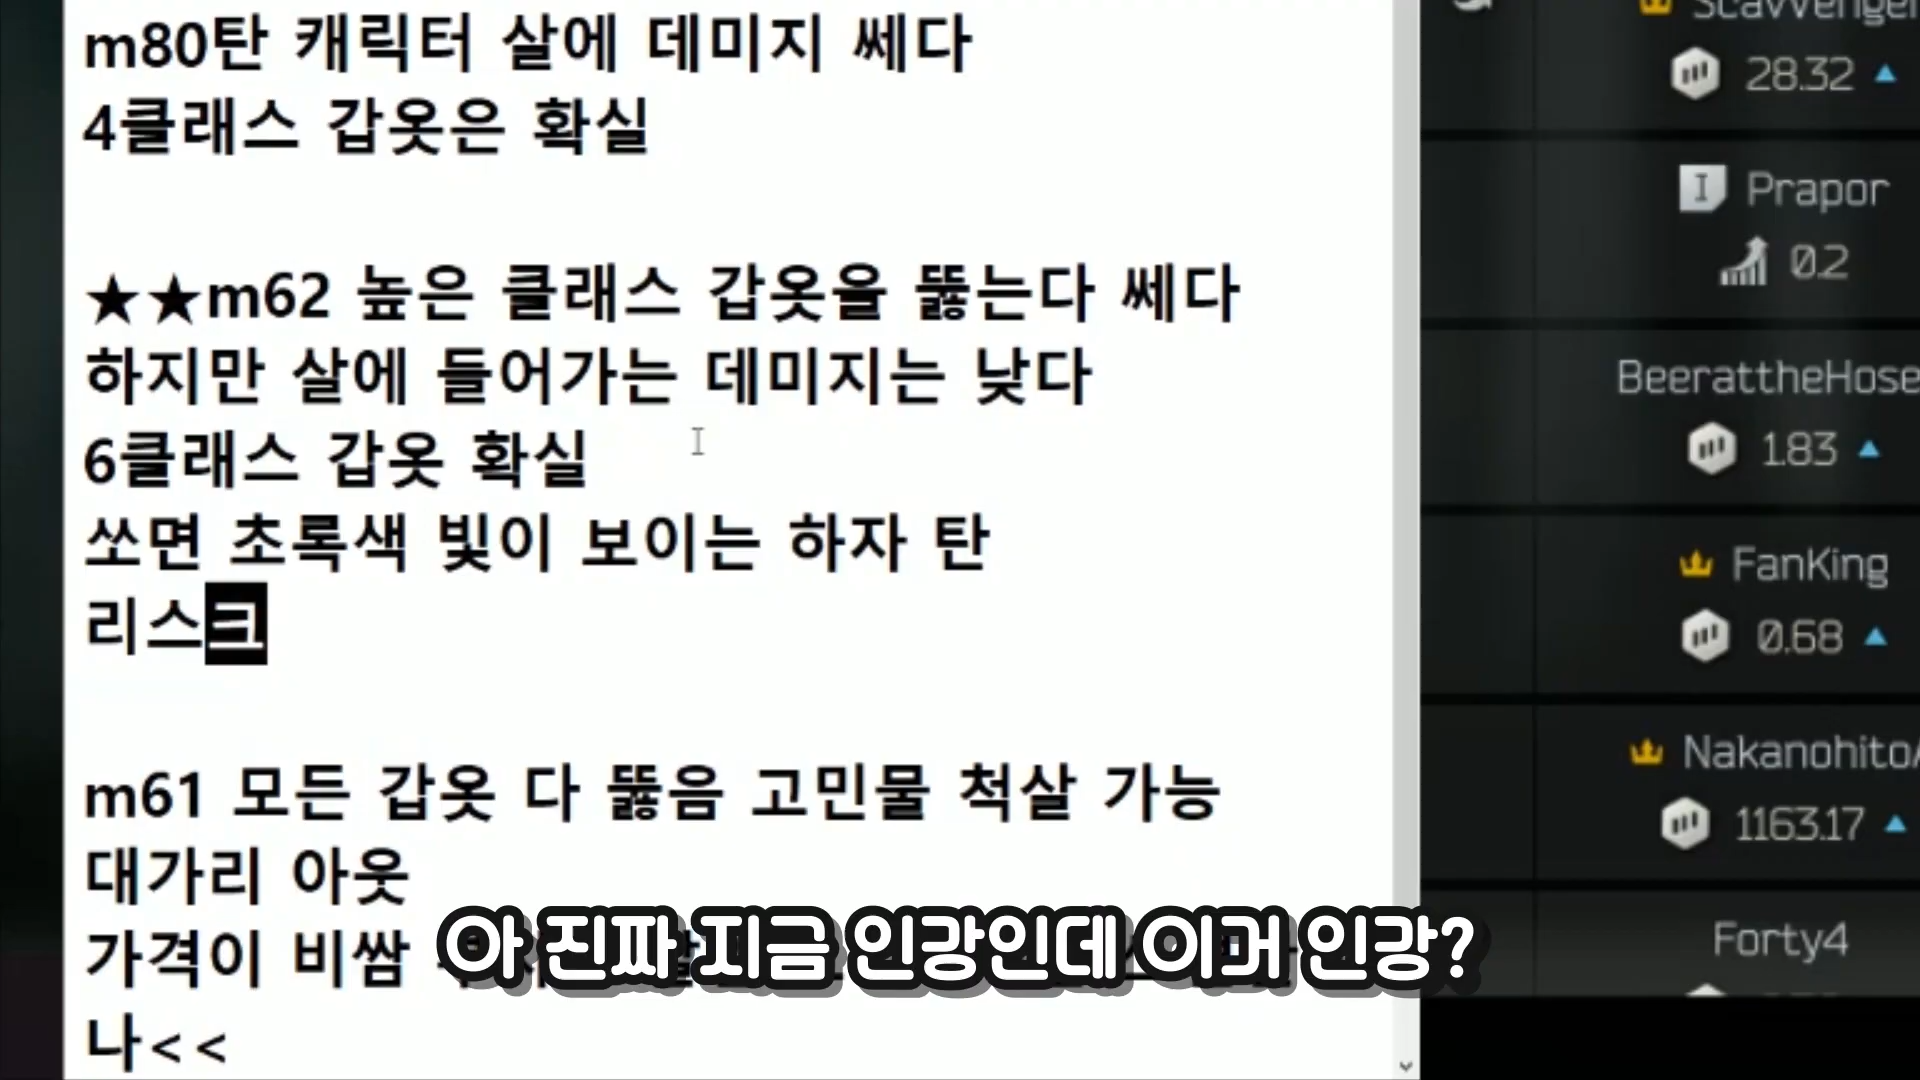 m80탄 캐릭터 살에 데미지 쎄다
4클래스 갑옷은 확실
★★m62 높은 클래스 갑옷을 뚫는다 쎄다
하지만 살에 들어가는 데미지는 낮다
6클래스 갑옷 확실
쏘면 초록색 빛이 보이는 하자 탄
리스크
m61 모든 갑옷 다 뚫음 고민물 척살 가능
대가리 아웃
가격이 비쌈
나<<
아 진짜 지금 인강인데 이거 인강?
28.32
I Prapor
0.2
BeerattheHose
1.83
FanKing
0.68
Nakanohito
1163.17
Forty4